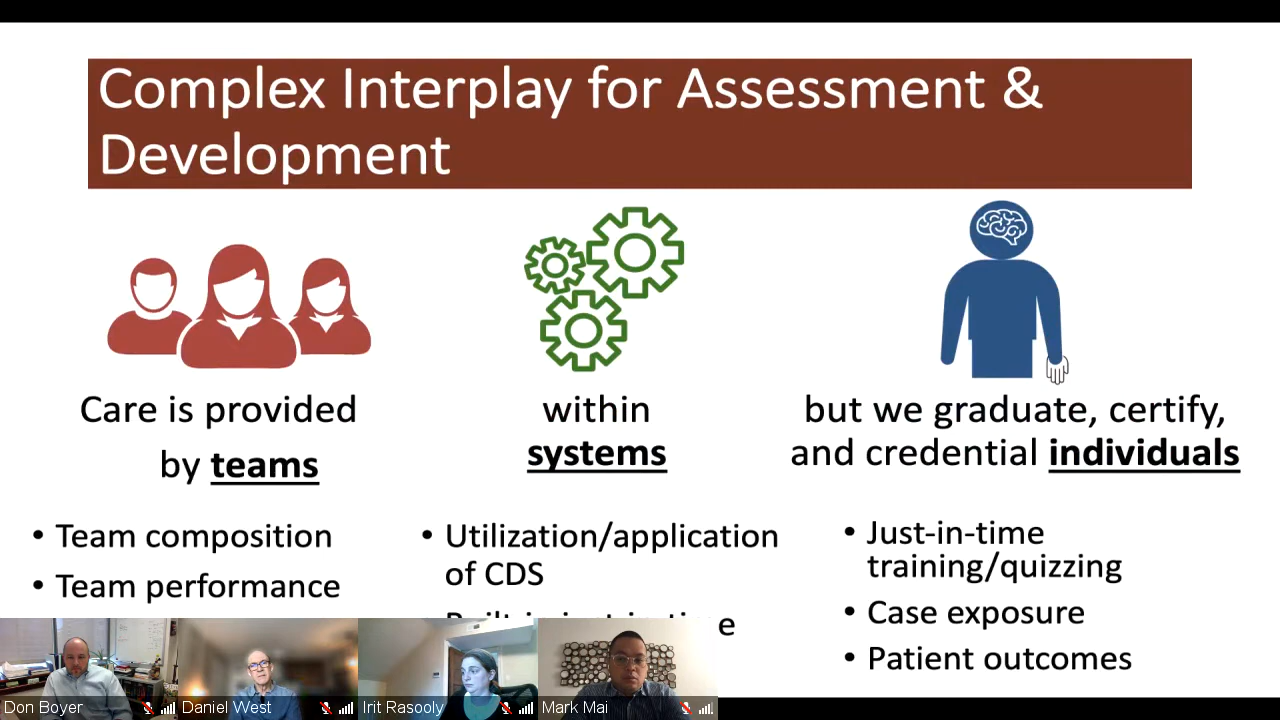 Complex Interplay for Assessment &
Development
Care is provided
by teams
• Team composition
• Team performance
within
systems
• Utilization/application
of CDS
but we graduate, certify,
and credential individuals
• Just-in-time
training/quizzing
• Case exposure
• Patient outcomes
Don Boyer
Daniel West
Irit Rasooly
Mark Mai